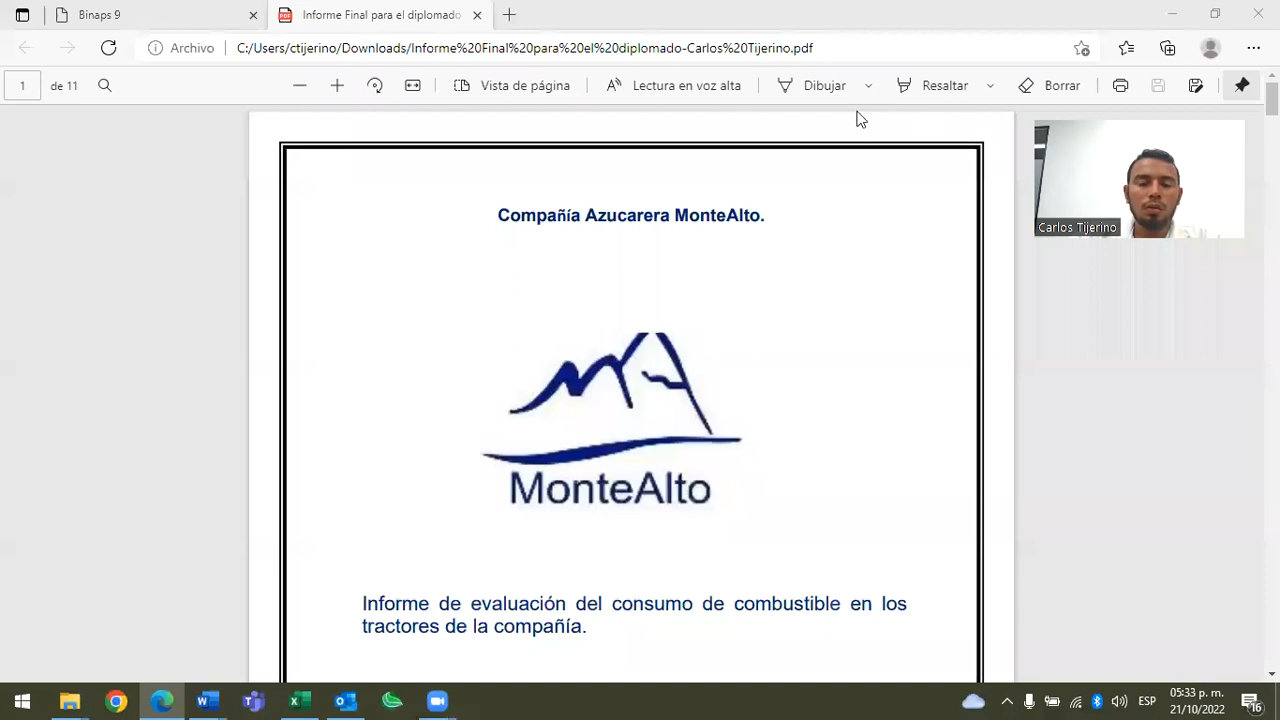 Binaps 9
Informe Final para el diplomado
Archivo
C:/Users/ctijerino/Downloads/Informe%20Final%20para%20el%20diplomado-Carlos%20Tijerino.pdf
1 de 11
Vista de página
Lectura en voz alta
Dibujar
Resaltar
Borrar
Compañía Azucarera MonteAlto.
MonteAlto
Informe de evaluación del consumo de combustible en los
tractores de la compañía.
Carlos Tijerino
ESP
05:33 p. m.
21/10/2022
16